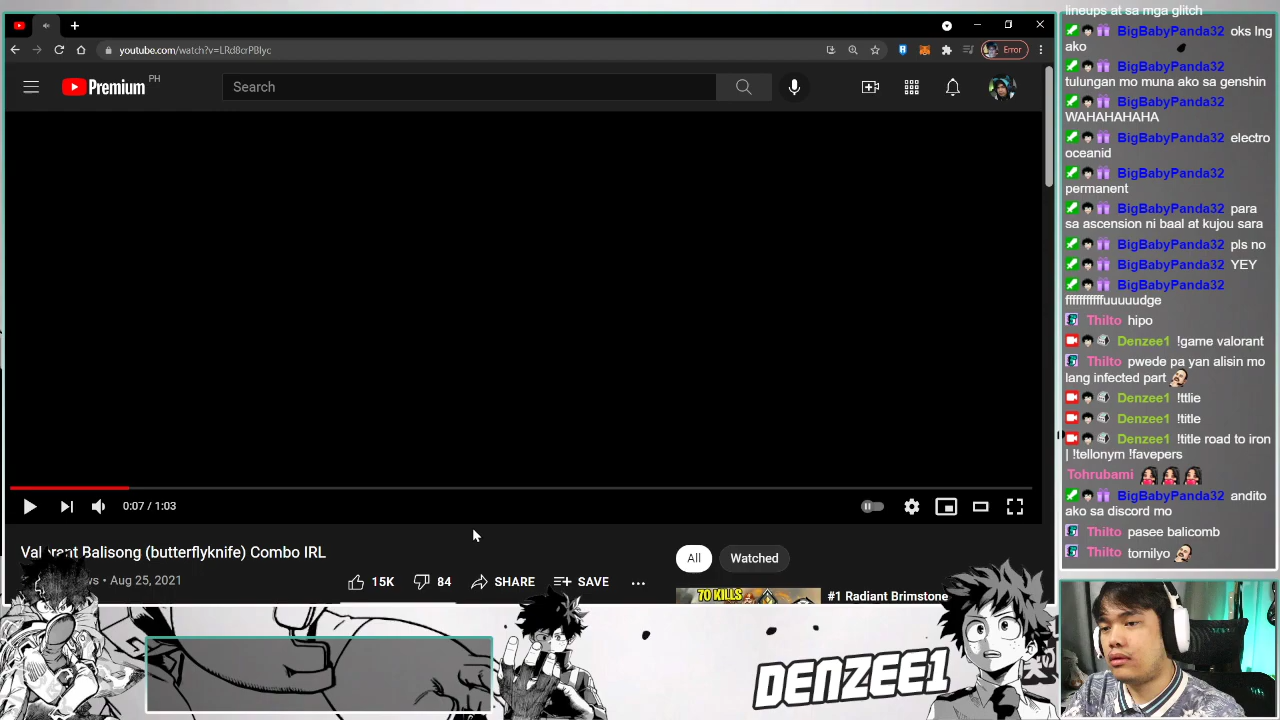 youtube.com/watch?v=LRd8crPBlyc
Error
Premium
PH
Search
0:07 / 1:03
Balisong (butterflyknife) Combo IRL
Aug 25, 2021
15K
84
SHARE
SAVE
All
Watched
70 KILLS
#1 Radiant Brimstone
lineups at sa mga glitch
BigBabyPanda32 oks lng
ako
BigBabyPanda32
tulungan mo muna ako sa genshin
BigBabyPanda32
WAHAHAHAHA
BigBabyPanda32 electro
oceanid
BigBabyPanda32
permanent
BigBabyPanda32 para
sa ascension ni baal at kujou sara
BigBabyPanda32 pls no
BigBabyPanda32 YEY
BigBabyPanda32
fffffffffffuuuuudge
Thilto hipo
Denzee1 !game valorant
Thilto pwede pa yan alisin mo
lang infected part
Denzee1 !ttlie
Denzee1 !title
Denzee1 !title road to iron
| !tellonym !favepers
Tohrubami
BigBabyPanda32 andito
ako sa discord mo
Thilto pasee balicomb
Thilto tornilyo
DENZEE1